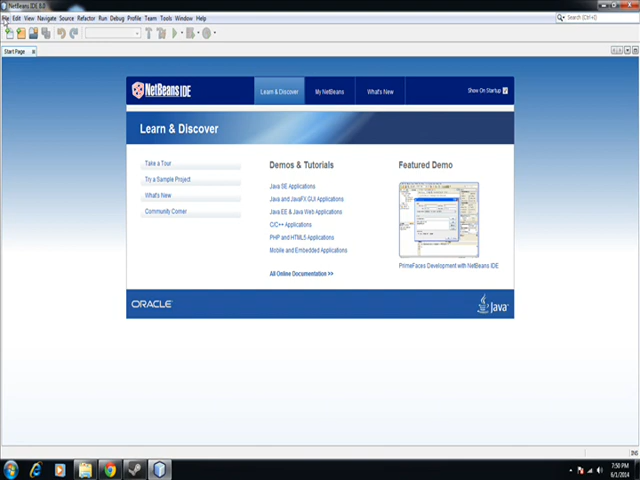 NetBeans IDE 8.0
File Edit View Navigate Source Refactor Run Debug Profile Team Tools Window Help
Search (Ctrl+I)
Start Page
NetBeans IDE
Learn & Discover My NetBeans What's New Show On Startup
Learn & Discover
Take a Tour
Try a Sample Project
What's New
Community Corner
Demos & Tutorials
Java SE Applications
Java and JavaFX GUI Applications
Java EE & Java Web Applications
C/C++ Applications
PHP and HTML5 Applications
Mobile and Embedded Applications
All Online Documentation >>
Featured Demo
PrimeFaces Development with NetBeans IDE
ORACLE
Java
INS
7:50 PM
6/1/2014